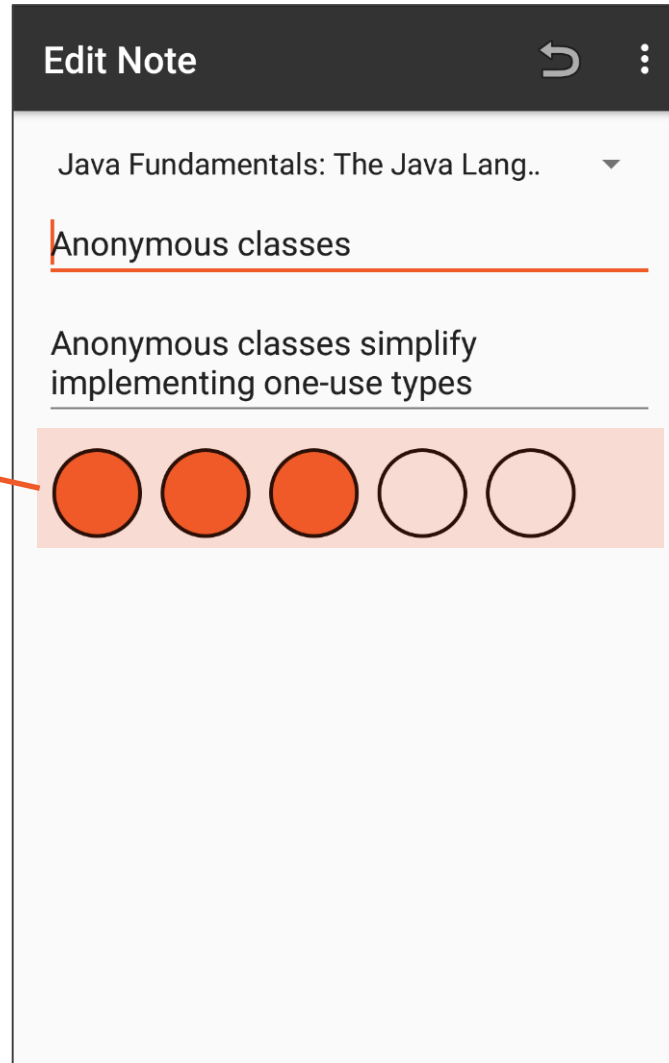 Edit Note
Java Fundamentals: The Java Lang..
Anonymous classes
Anonymous classes simplify
implementing one-use types